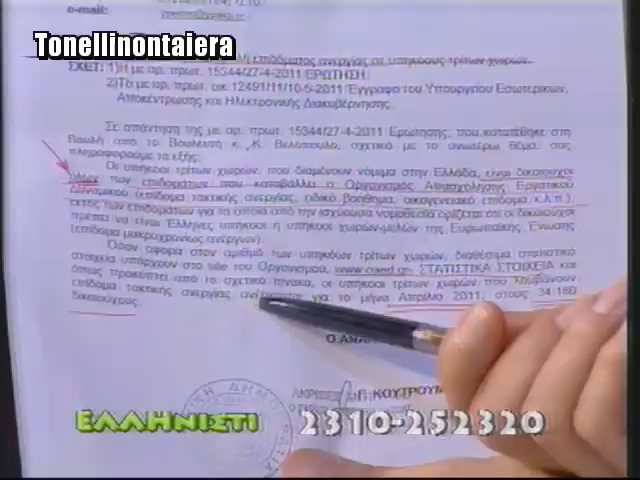 e-mail:
Tonellinontaiera
επιδόματος ανεργίας σε υπηκόους τρίτων χωρών.
ΣΧΕΤ: 1)Η με αρ. πρωτ. 15344/27-4-2011 ΕΡΩΤΗΣΗ.
2)Το με αρ. πρωτ. οικ. 12491/11/10-5-2011 Έγγραφο του Υπουργείου Εσωτερικών,
Αποκέντρωσης και Ηλεκτρονικής Διακυβέρνησης.
Σε απάντηση της με αρ. πρωτ. 15344/27-4-2011 Ερώτησης, που κατατέθηκε στη
Βουλή από το Βουλευτή κ. Κ. Βελόπουλο, σχετικά με το ανωτέρω θέμα, σας
πληροφορούμε τα εξής:
Οι υπήκοοι τρίτων χωρών, που διαμένουν νόμιμα στην Ελλάδα, είναι δικαιούχοι
όλων των επιδομάτων που καταβάλλει ο Οργανισμός Απασχόλησης Εργατικού
Δυναμικού (επίδομα τακτικής ανεργίας, ειδικό βοήθημα, οικογενειακό επίδομα κ.λ.π.),
εκτός των επιδομάτων για τα οποία από την ισχύουσα νομοθεσία ορίζεται ότι οι δικαιούχοι
πρέπει να είναι Έλληνες υπήκοοι ή υπήκοοι χωρών-μελών της Ευρωπαϊκής Ένωσης
(επίδομα μακροχρονίως ανέργων).
Όσον αφορά στον αριθμό των υπηκόων τρίτων χωρών, διαθέσιμα στατιστικά
στοιχεία υπάρχουν στο site του Οργανισμού, www.oaed.gr ΣΤΑΤΙΣΤΙΚΑ ΣΤΟΙΧΕΙΑ και
όπως προκύπτει από το σχετικό πίνακα, οι υπήκοοι τρίτων χωρών που λαμβάνουν
επίδομα τακτικής ανεργίας ανέρχονται για το μήνα Απρίλιο 2011, στους 34.180
δικαιούχους.
Ο ΑΝΑ
ΚΟΥΤΡΟΥΜ
ΕΛΛΗΝΙΣΤΙ 2310-252320